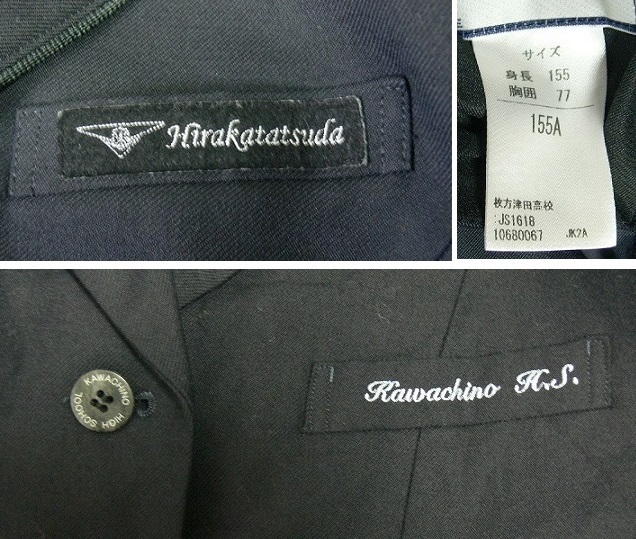 Hirakatatsuda
サイズ
身長 155
胸囲 77
155A
枚方津田高校
:JS1618
10680067 JK2A
KAWACHINO HIGH SCHOOL
Kawachino H.S.